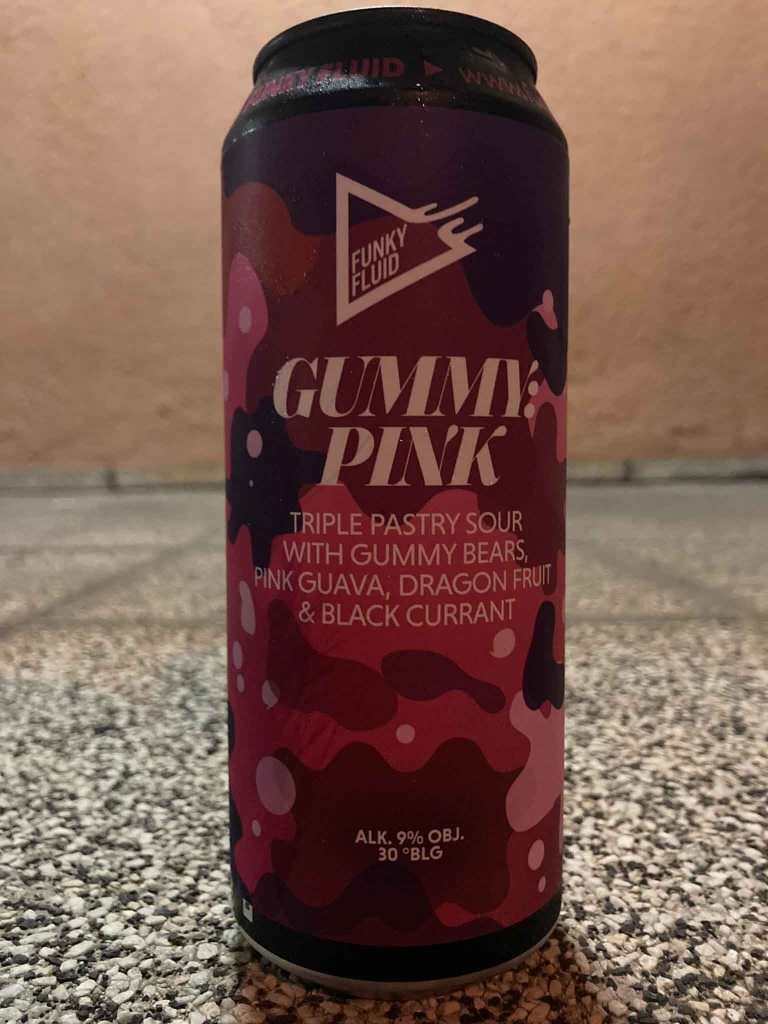 FUNKY FLUID ▶ www.
FUNKY
FLUID
GUMMY:
PINK
TRIPLE PASTRY SOUR
WITH GUMMY BEARS,
PINK GUAVA, DRAGON FRUIT
& BLACK CURRANT
ALK. 9% OBJ.
30 °BLG